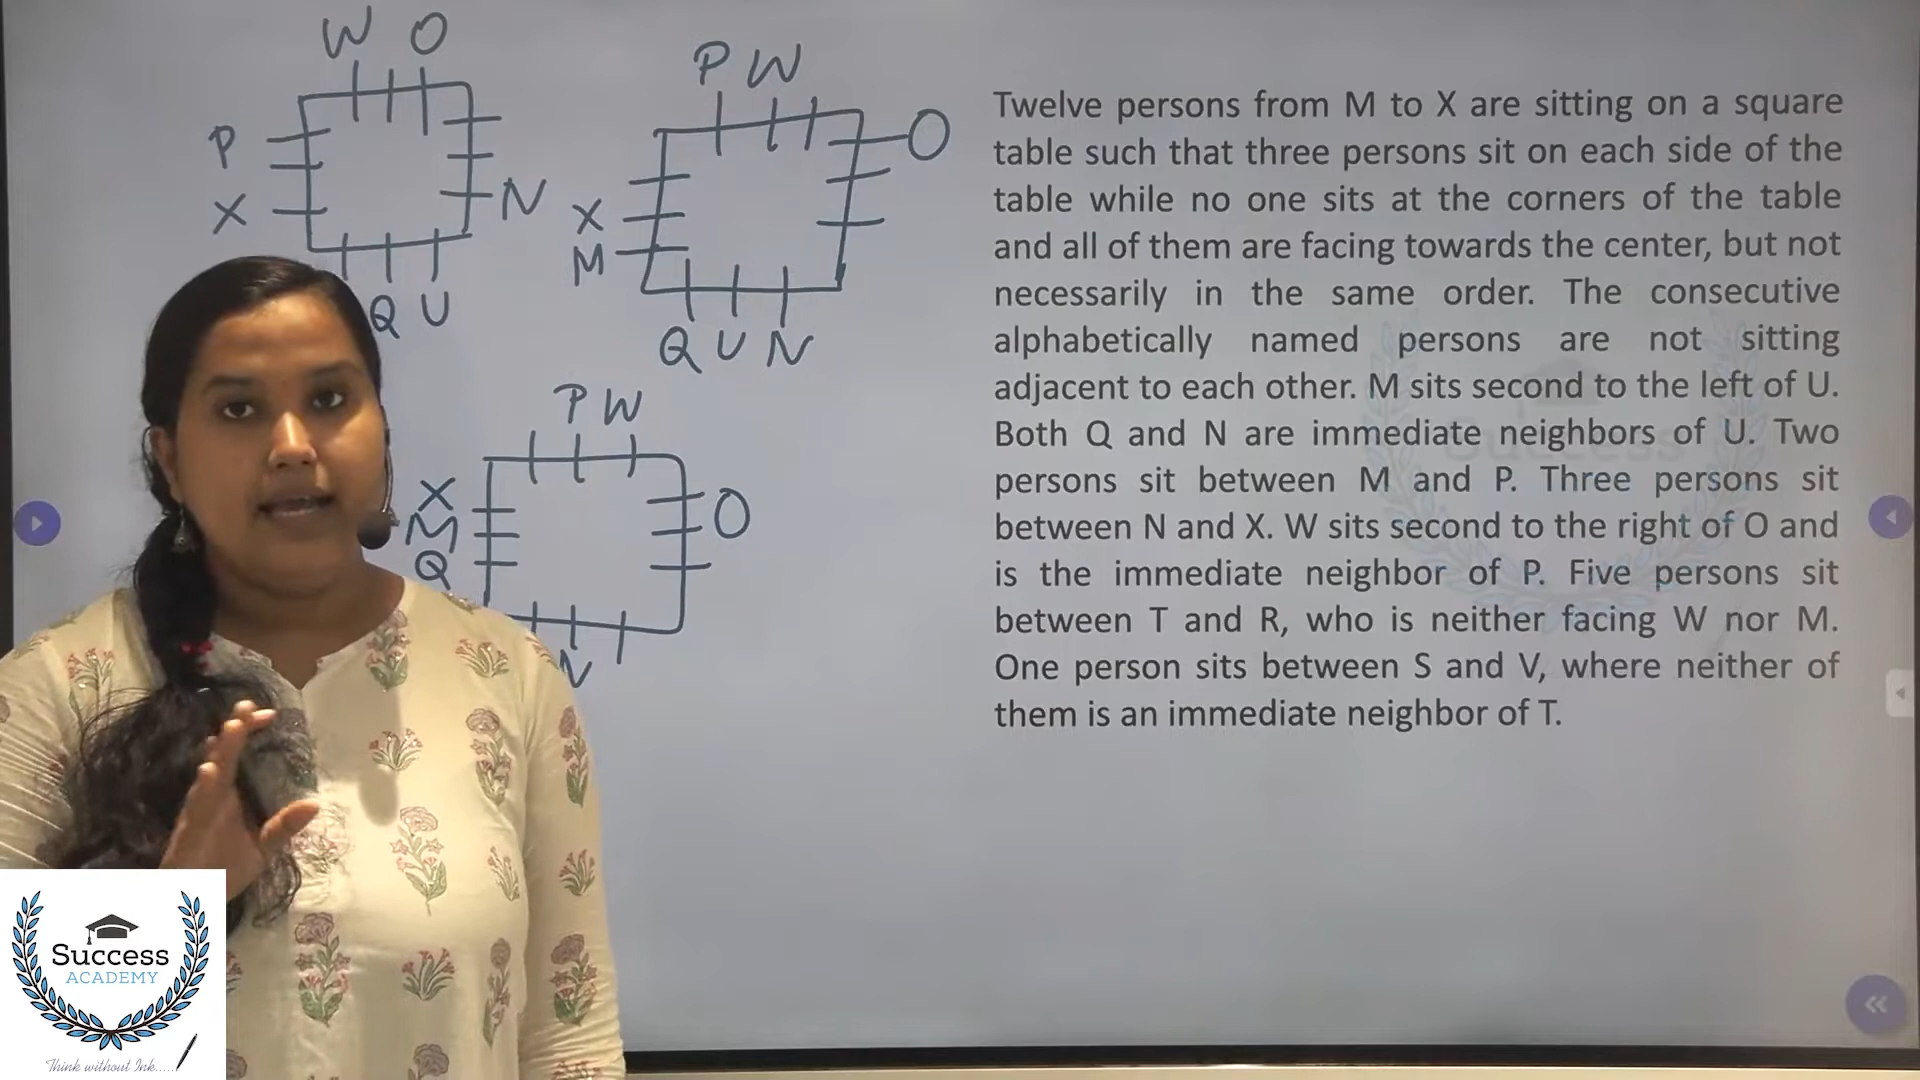 W O
P
X
N
Q U
P W
O
X
M
Q U N
P W
X
M
Q
O
N
Twelve persons from M to X are sitting on a square
table such that three persons sit on each side of the
table while no one sits at the corners of the table
and all of them are facing towards the center, but not
necessarily in the same order. The consecutive
alphabetically named persons are not sitting
adjacent to each other. M sits second to the left of U.
Both Q and N are immediate neighbors of U. Two
persons sit between M and P. Three persons sit
between N and X. W sits second to the right of O and
is the immediate neighbor of P. Five persons sit
between T and R, who is neither facing W nor M.
One person sits between S and V, where neither of
them is an immediate neighbor of T.
Success
Success
ACADEMY
Think without Ink.....